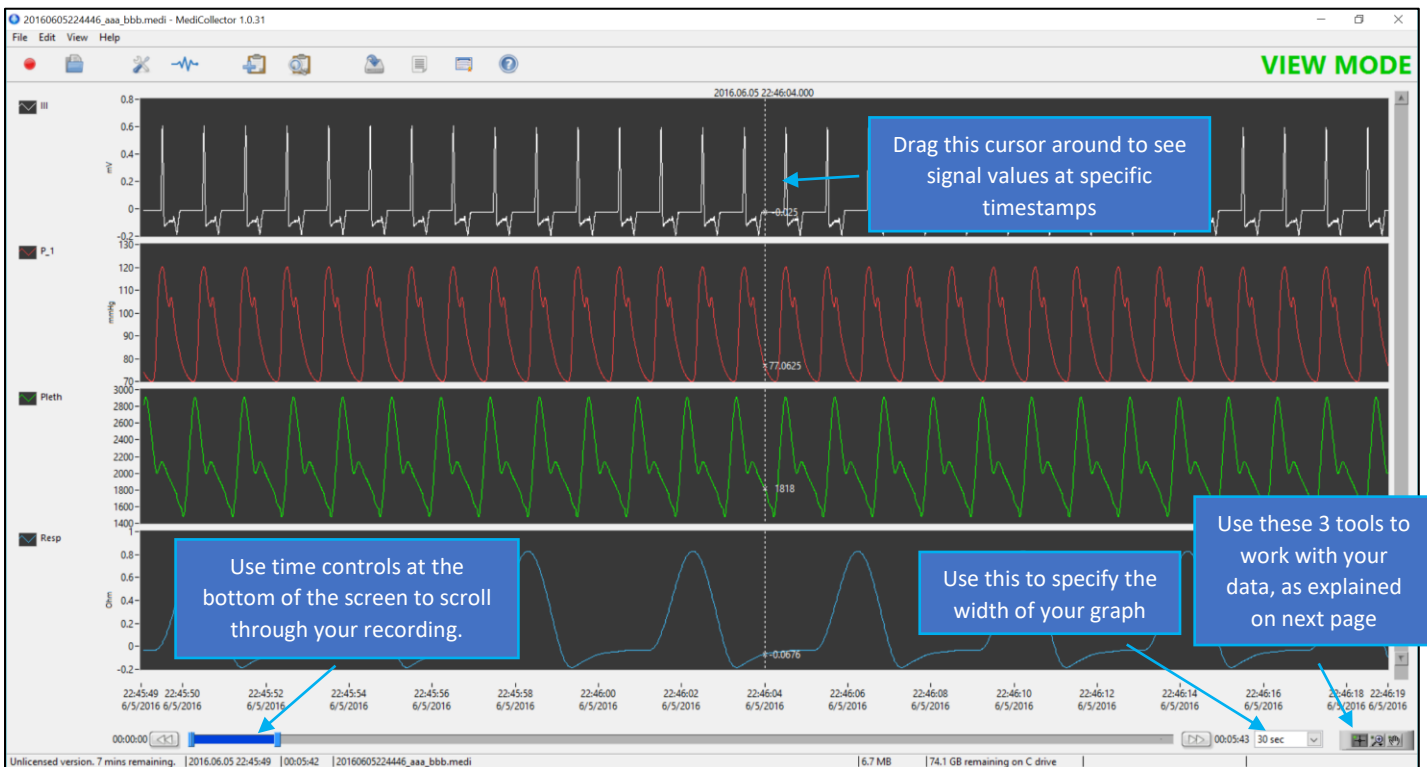 20160605224446_aaa_bbb.medi - MediCollector 1.0.31
File Edit View Help
VIEW MODE
2016.06.05 22:46:04.000
III
0.8
0.6
0.4
mV
0.2
0
-0.2
-0.025
Drag this cursor around to see
signal values at specific
timestamps
P_1
130
120
110
mmHg
100
90
80
70
77.0625
Pleth
3000
2800
2600
2400
2200
2000
1800
1600
1400
1818
Resp
1
0.8
0.6
Ohm
0.4
0.2
0
-0.2
-0.0676
Use time controls at the
bottom of the screen to scroll
through your recording.
Use this to specify the
width of your graph
Use these 3 tools to
work with your
data, as explained
on next page
22:45:49 22:45:50 22:45:52 22:45:54 22:45:56 22:45:58 22:46:00 22:46:02 22:46:04 22:46:06 22:46:08 22:46:10 22:46:12 22:46:14 22:46:16 22:46:18 22:46:19
6/5/2016 6/5/2016 6/5/2016 6/5/2016 6/5/2016 6/5/2016 6/5/2016 6/5/2016 6/5/2016 6/5/2016 6/5/2016 6/5/2016 6/5/2016 6/5/2016 6/5/2016 6/5/2016 6/5/2016
00:00:00 00:05:43 30 sec
Unlicensed version. 7 mins remaining. 2016.06.05 22:45:49 00:05:42 20160605224446_aaa_bbb.medi 6.7 MB 74.1 GB remaining on C drive